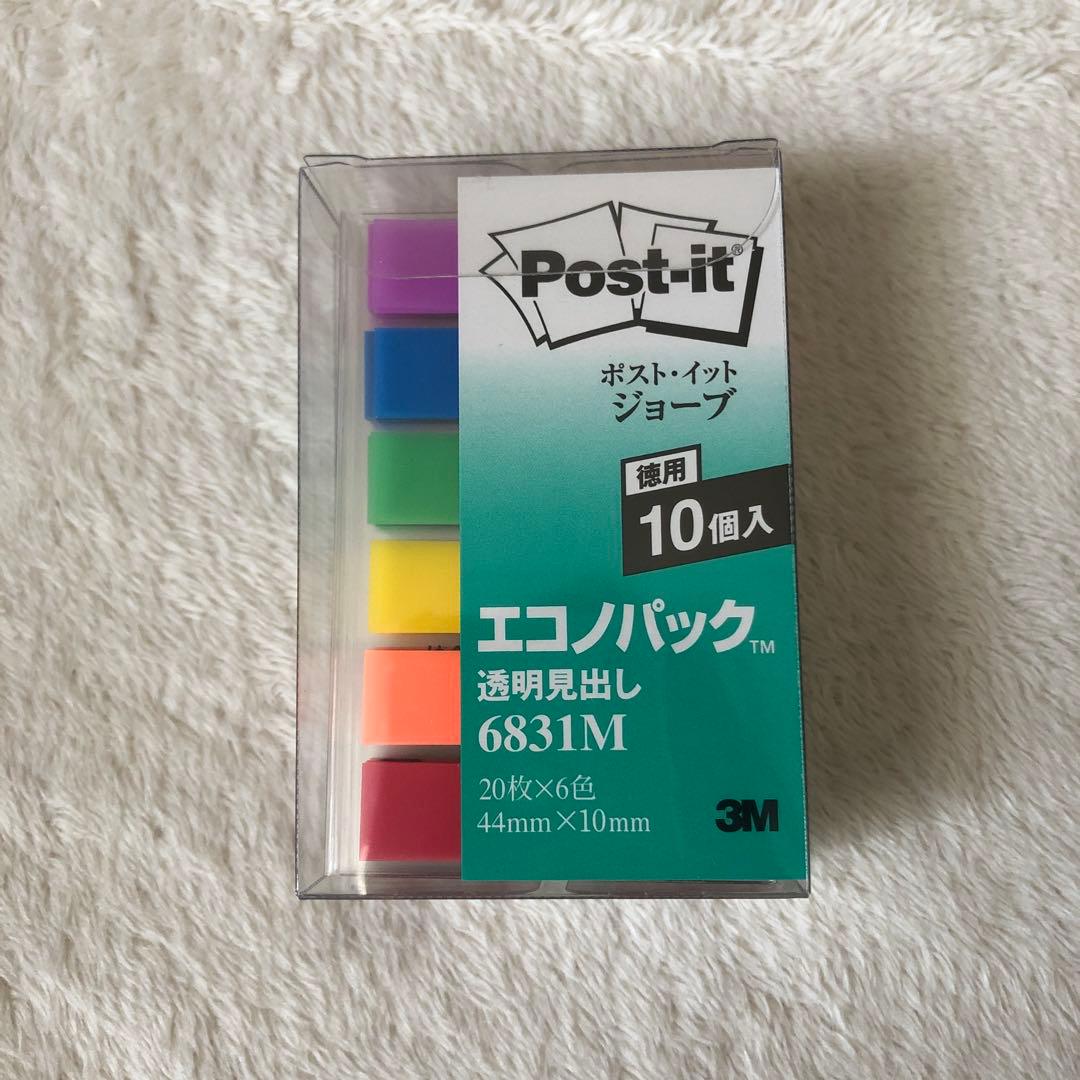 Post-it®
ポスト・イット
ジョーブ
徳用
10個入
エコノパック™
透明見出し
6831M
20枚×6色
44mm×10mm
3M